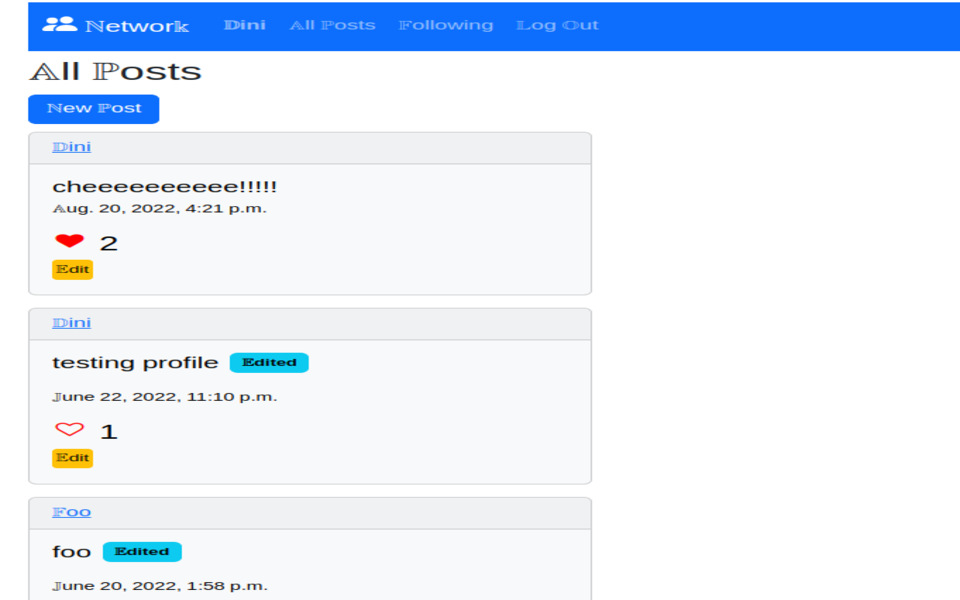 Network Dini All Posts Following Log Out
All Posts
New Post
Dini
cheeeeeeeeee!!!!!
Aug. 20, 2022, 4:21 p.m.
2
Edit
Dini
testing profile Edited
June 22, 2022, 11:10 p.m.
1
Edit
Foo
foo Edited
June 20, 2022, 1:58 p.m.